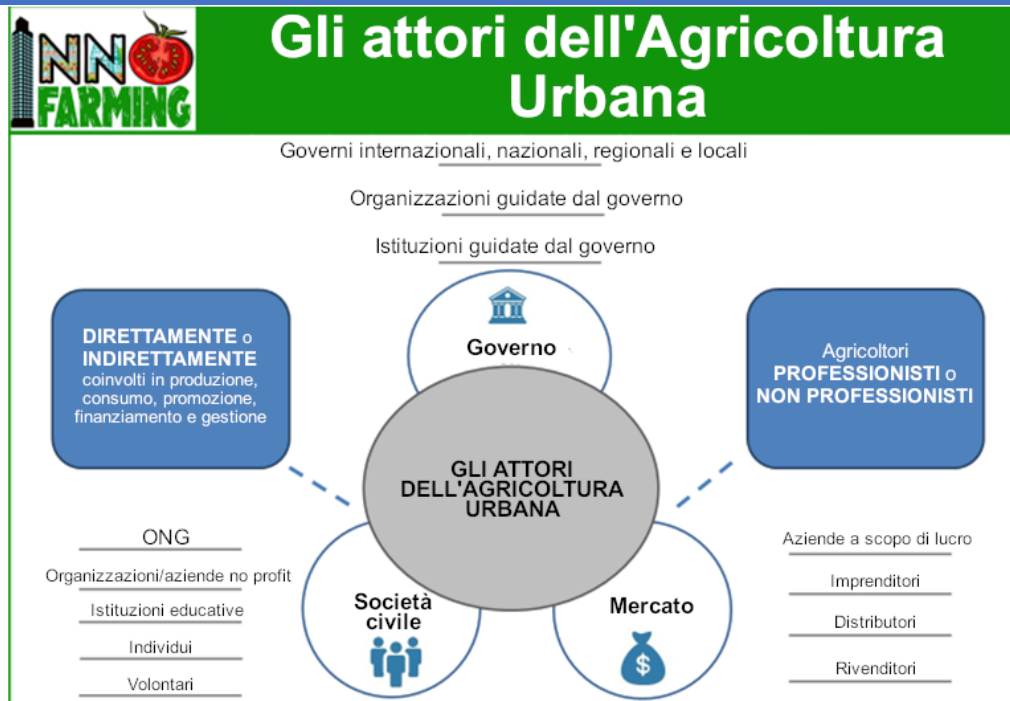 INNO
FARMING
Gli attori dell'Agricoltura
Urbana
Governi internazionali, nazionali, regionali e locali
Organizzazioni guidate dal governo
Istituzioni guidate dal governo
Governo
DIRETTAMENTE o
INDIRETTAMENTE
coinvolti in produzione,
consumo, promozione,
finanziamento e gestione
Agricoltori
PROFESSIONISTI o
NON PROFESSIONISTI
GLI ATTORI
DELL'AGRICOLTURA
URBANA
ONG
Organizzazioni/aziende no profit
Istituzioni educative
Individui
Volontari
Società
civile
Mercato
$
Aziende a scopo di lucro
Imprenditori
Distributori
Rivenditori